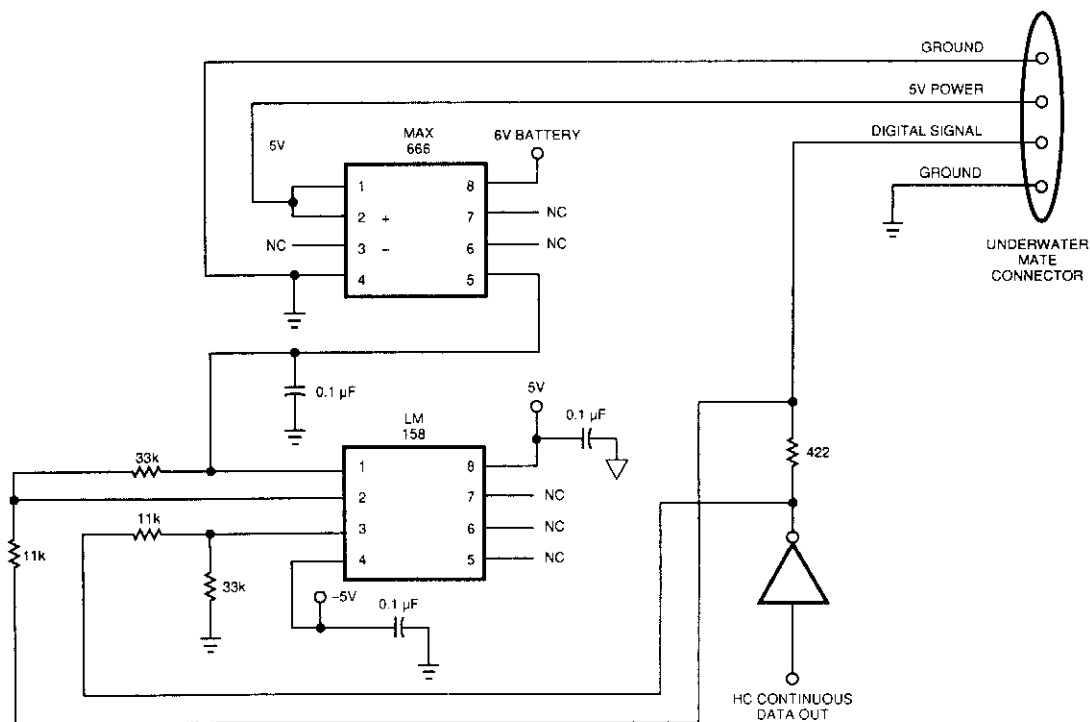 GROUND
5V POWER
MAX
666
6V BATTERY
5V
DIGITAL SIGNAL
1
8
2
+
7
NC
GROUND
NC
3
–
6
NC
4
5
UNDERWATER
MATE
CONNECTOR
0.1 µF
5V
LM
158
0.1 µF
33k
1
8
422
2
7
NC
11k
3
6
NC
11k
4
5
NC
33k
–5V
0.1 µF
HC CONTINUOUS
DATA OUT